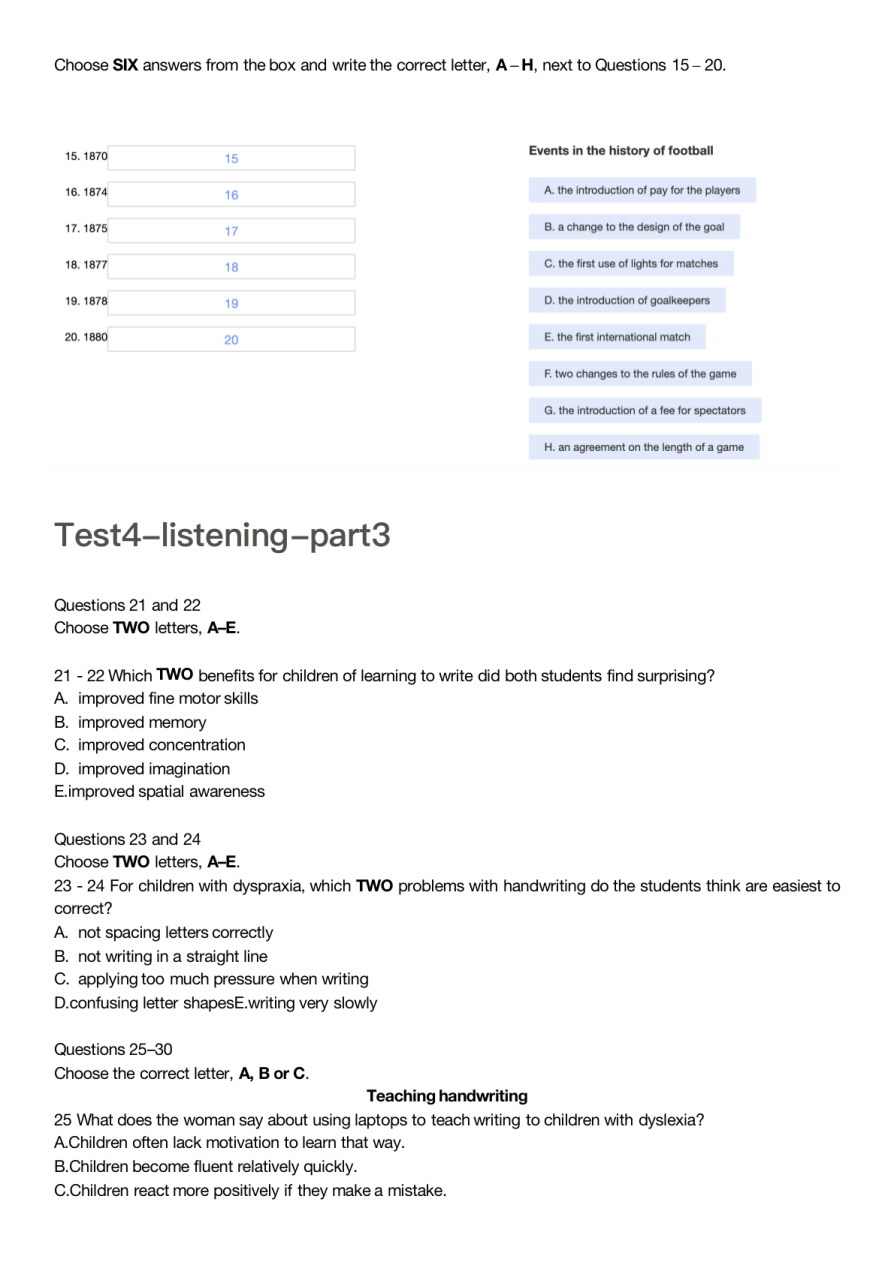 Choose SIX answers from the box and write the correct letter, A – H, next to Questions 15 – 20.
15. 1870 15
16. 1874 16
17. 1875 17
18. 1877 18
19. 1878 19
20. 1880 20
Events in the history of football
A. the introduction of pay for the players
B. a change to the design of the goal
C. the first use of lights for matches
D. the introduction of goalkeepers
E. the first international match
F. two changes to the rules of the game
G. the introduction of a fee for spectators
H. an agreement on the length of a game
Test4–listening–part3
Questions 21 and 22
Choose TWO letters, A–E.
21 - 22 Which TWO benefits for children of learning to write did both students find surprising?
A. improved fine motor skills
B. improved memory
C. improved concentration
D. improved imagination
E.improved spatial awareness
Questions 23 and 24
Choose TWO letters, A–E.
23 - 24 For children with dyspraxia, which TWO problems with handwriting do the students think are easiest to
correct?
A. not spacing letters correctly
B. not writing in a straight line
C. applying too much pressure when writing
D.confusing letter shapesE.writing very slowly
Questions 25–30
Choose the correct letter, A, B or C.
Teaching handwriting
25 What does the woman say about using laptops to teach writing to children with dyslexia?
A.Children often lack motivation to learn that way.
B.Children become fluent relatively quickly.
C.Children react more positively if they make a mistake.